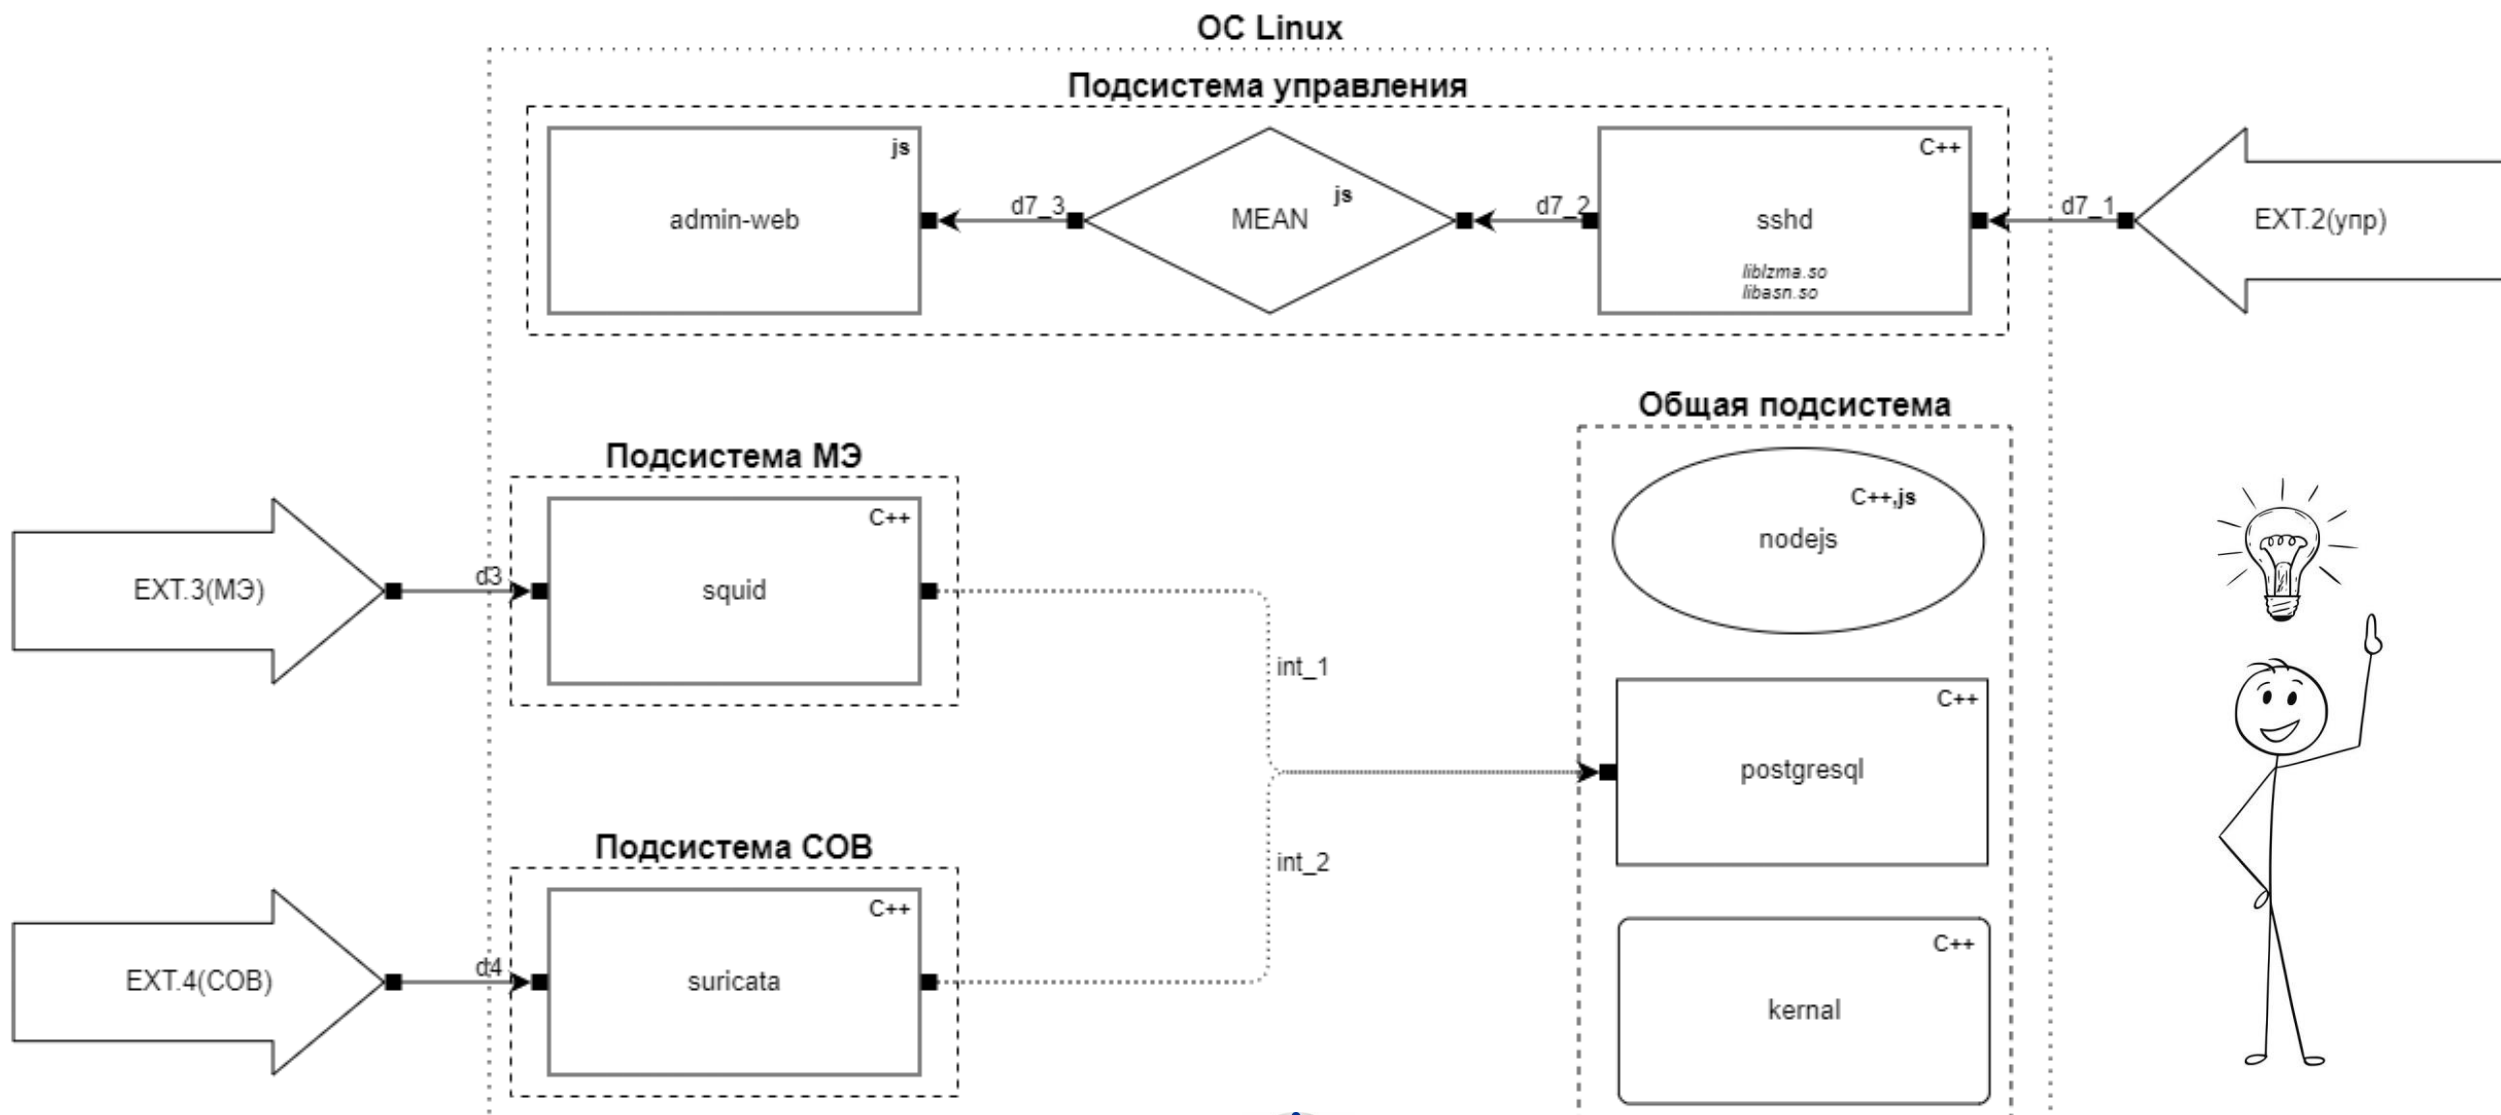 ОС Linux
Подсистема управления
js
admin-web
d7_3
MEAN
js
d7_2
C++
sshd
liblzma.so
libasn.so
d7_1
EXT.2(упр)
Общая подсистема
C++,js
nodejs
Подсистема МЭ
EXT.3(МЭ)
d3
C++
squid
int_1
C++
postgresql
Подсистема СОВ
EXT.4(СОВ)
d4
C++
suricata
int_2
C++
kernal